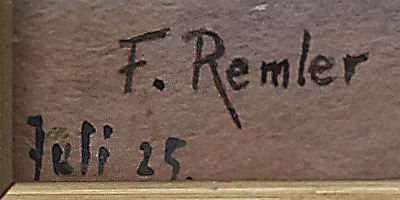 F. Remler
Juli 25.